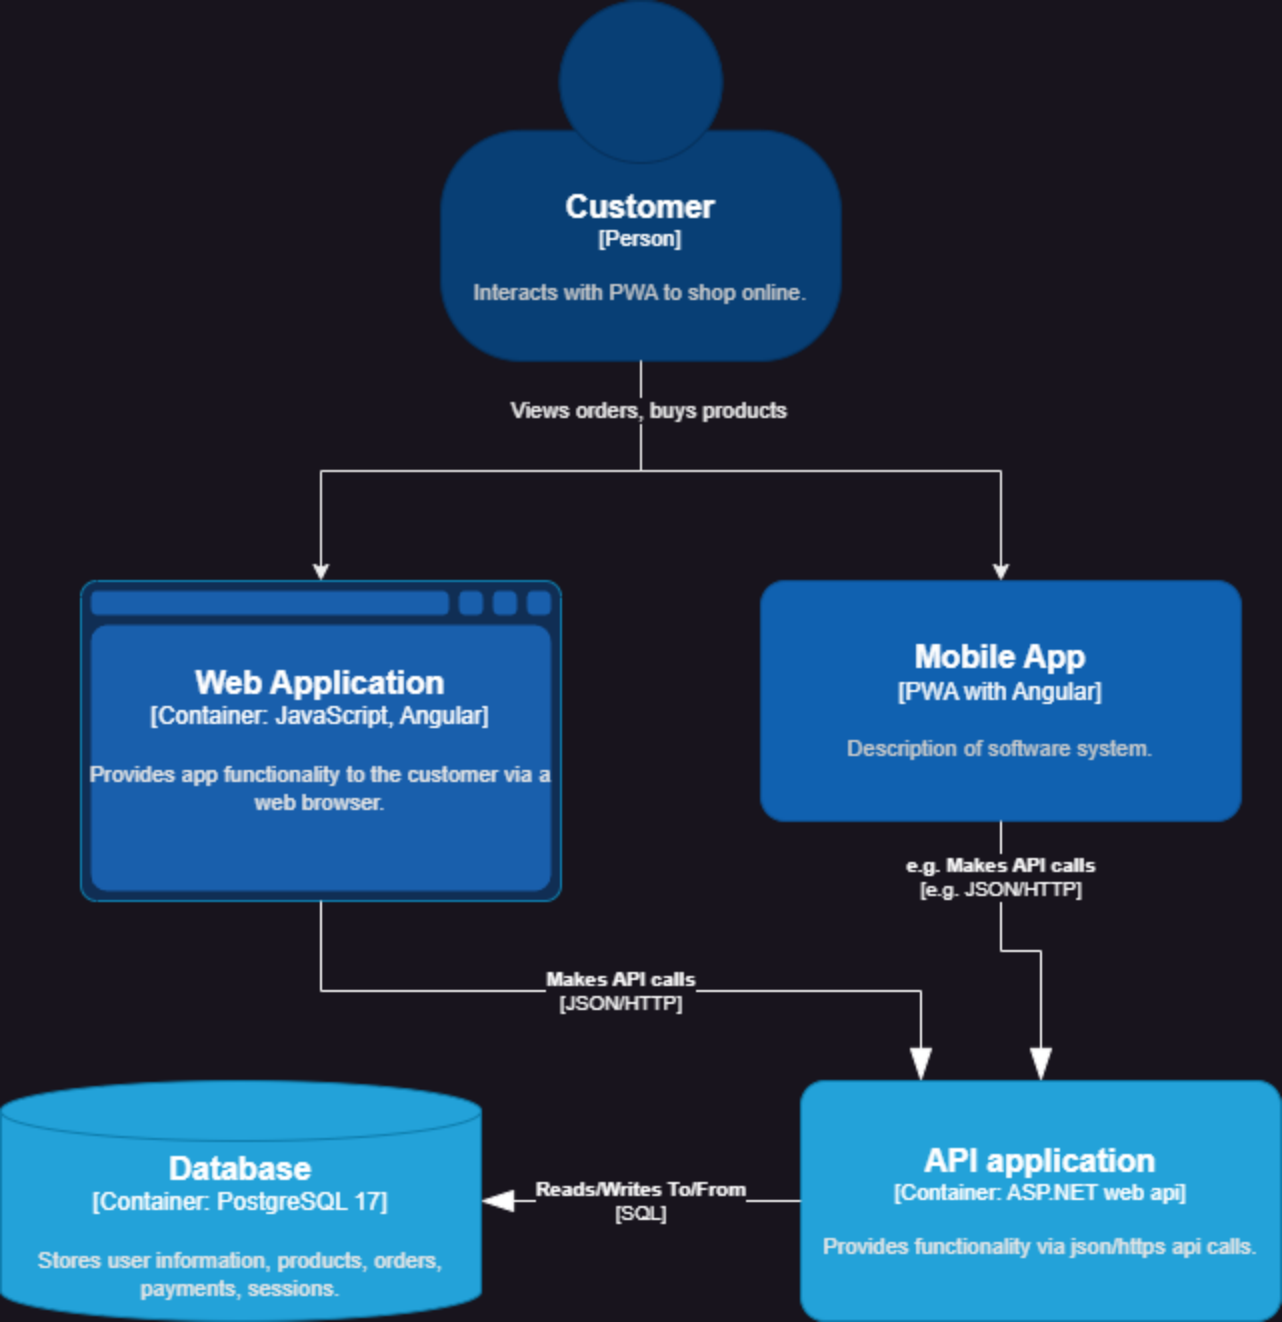 Customer
[Person]
Interacts with PWA to shop online.
Views orders, buys products
Web Application
[Container: JavaScript, Angular]
Provides app functionality to the customer via a
web browser.
Mobile App
[PWA with Angular]
Description of software system.
e.g. Makes API calls
[e.g. JSON/HTTP]
Makes API calls
[JSON/HTTP]
Database
[Container: PostgreSQL 17]
Stores user information, products, orders,
payments, sessions.
Reads/Writes To/From
[SQL]
API application
[Container: ASP.NET web api]
Provides functionality via json/https api calls.